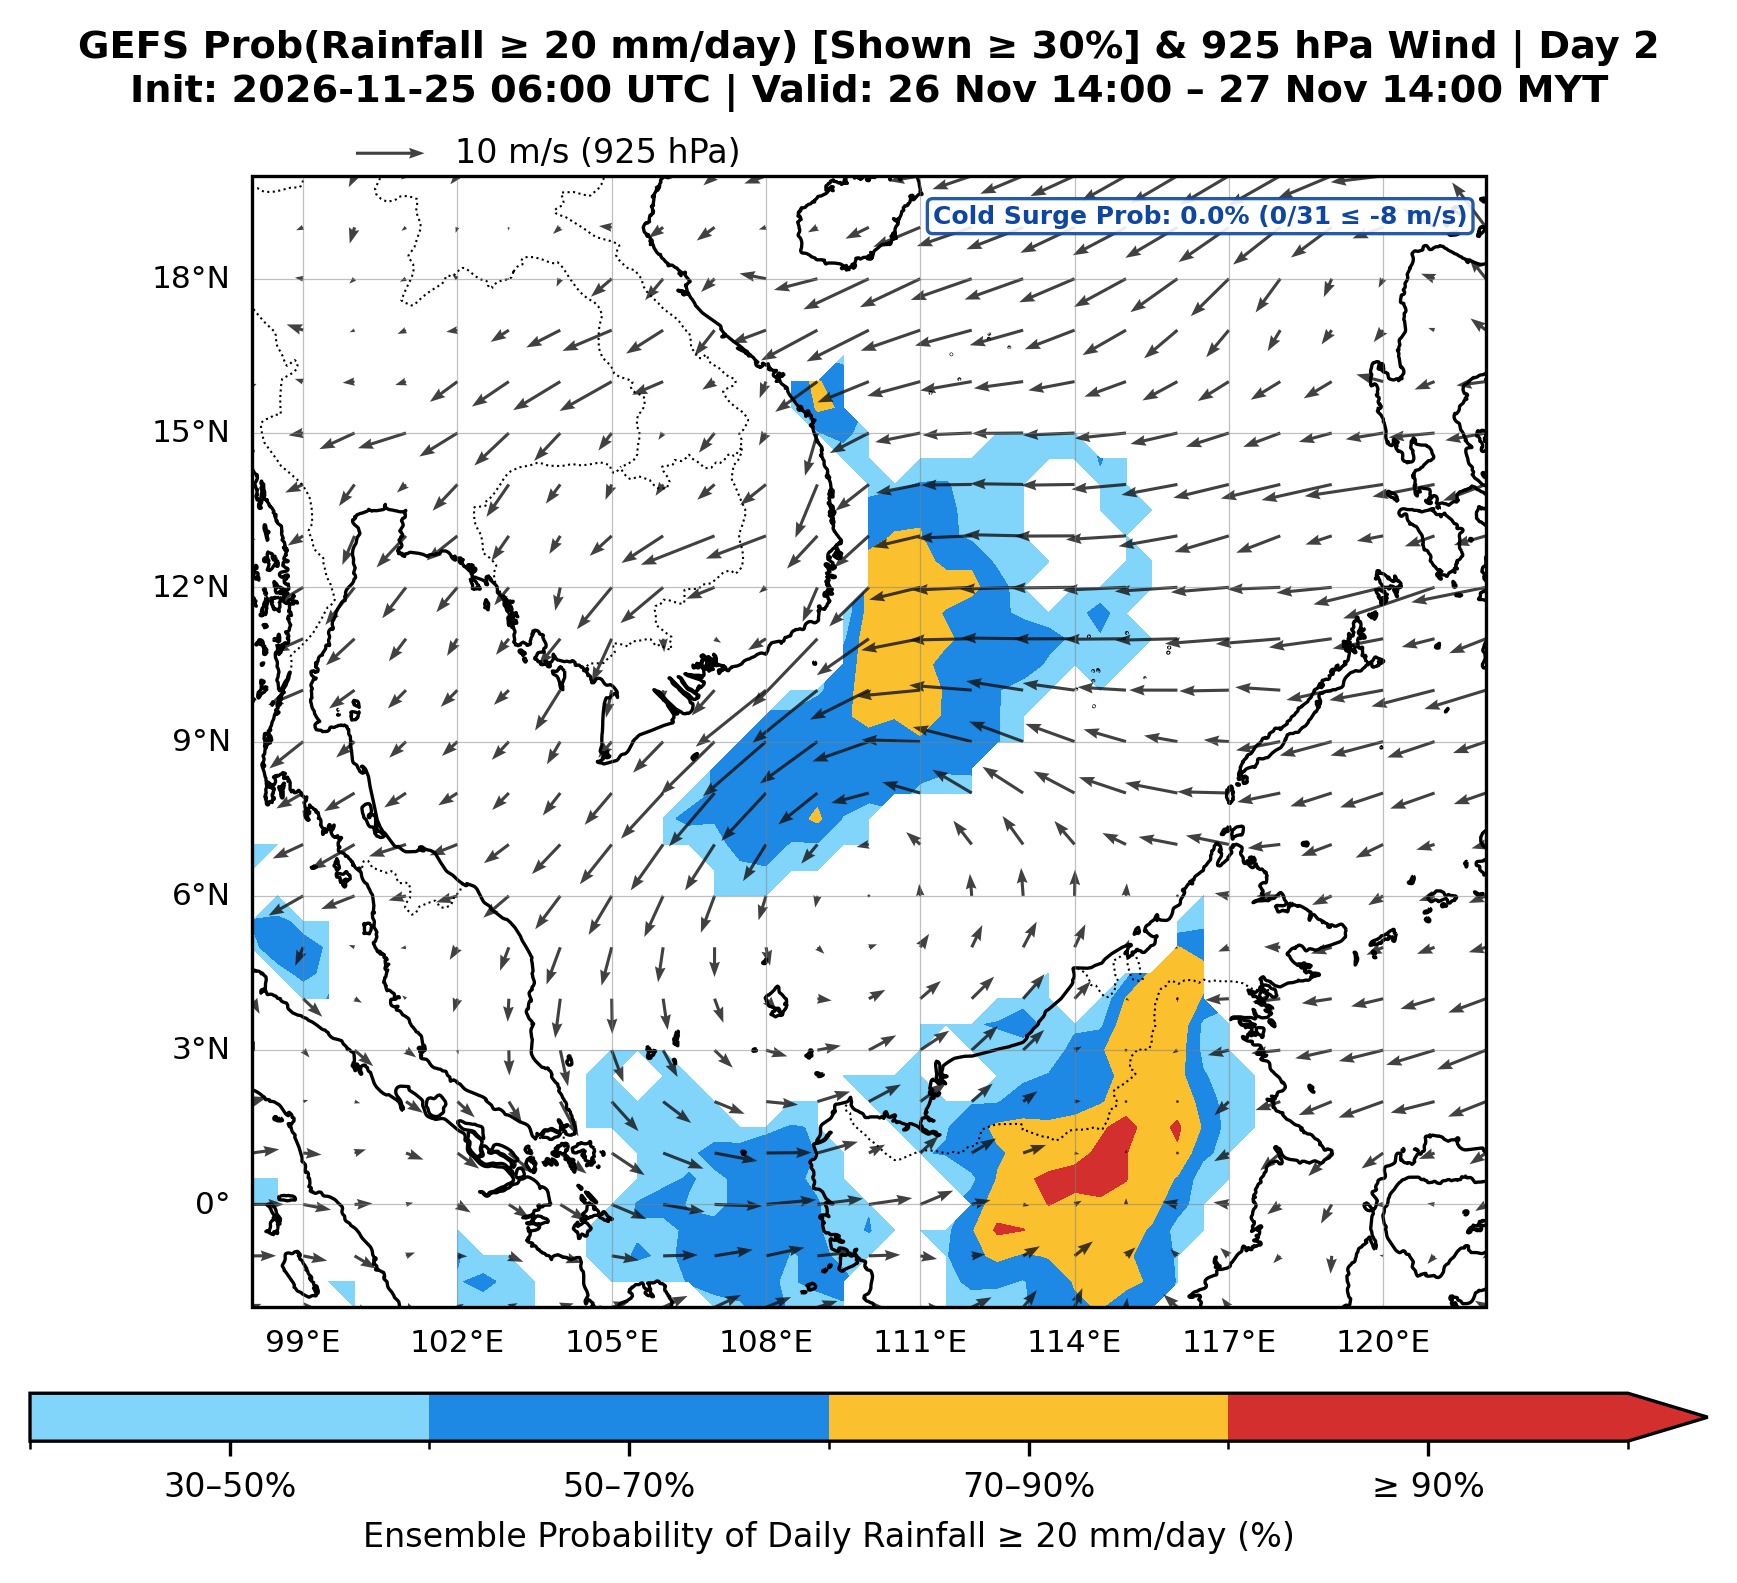 GEFS Prob(Rainfall ≥ 20 mm/day) [Shown ≥ 30%] & 925 hPa Wind | Day 2
Init: 2026-11-25 06:00 UTC | Valid: 26 Nov 14:00 – 27 Nov 14:00 MYT
10 m/s (925 hPa)
Cold Surge Prob: 0.0% (0/31 ≤ -8 m/s)
18°N
15°N
12°N
9°N
6°N
3°N
0°
99°E 102°E 105°E 108°E 111°E 114°E 117°E 120°E
30–50% 50–70% 70–90% ≥ 90%
Ensemble Probability of Daily Rainfall ≥ 20 mm/day (%)